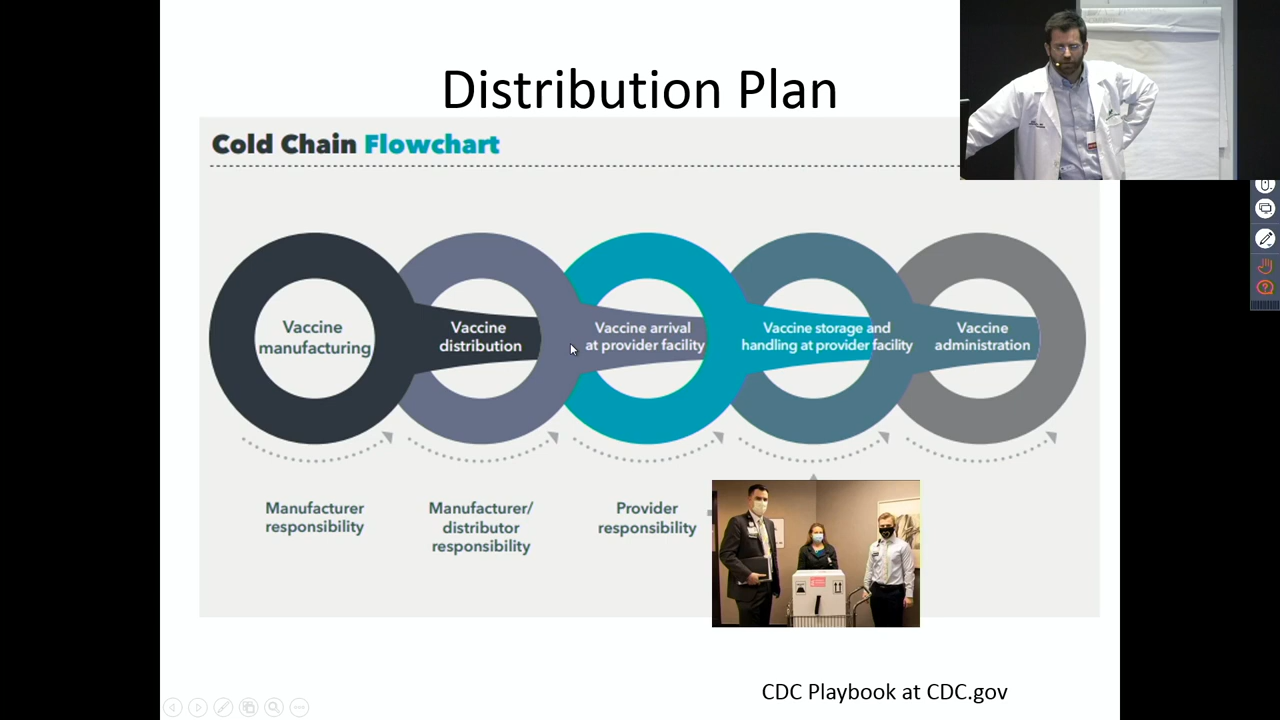 Distribution Plan
Cold Chain Flowchart
Vaccine
manufacturing
Vaccine
distribution
Vaccine arrival
at provider facility
Vaccine storage and
handling at provider facility
Vaccine
administration
Manufacturer
responsibility
Manufacturer/
distributor
responsibility
Provider
responsibility
CDC Playbook at CDC.gov